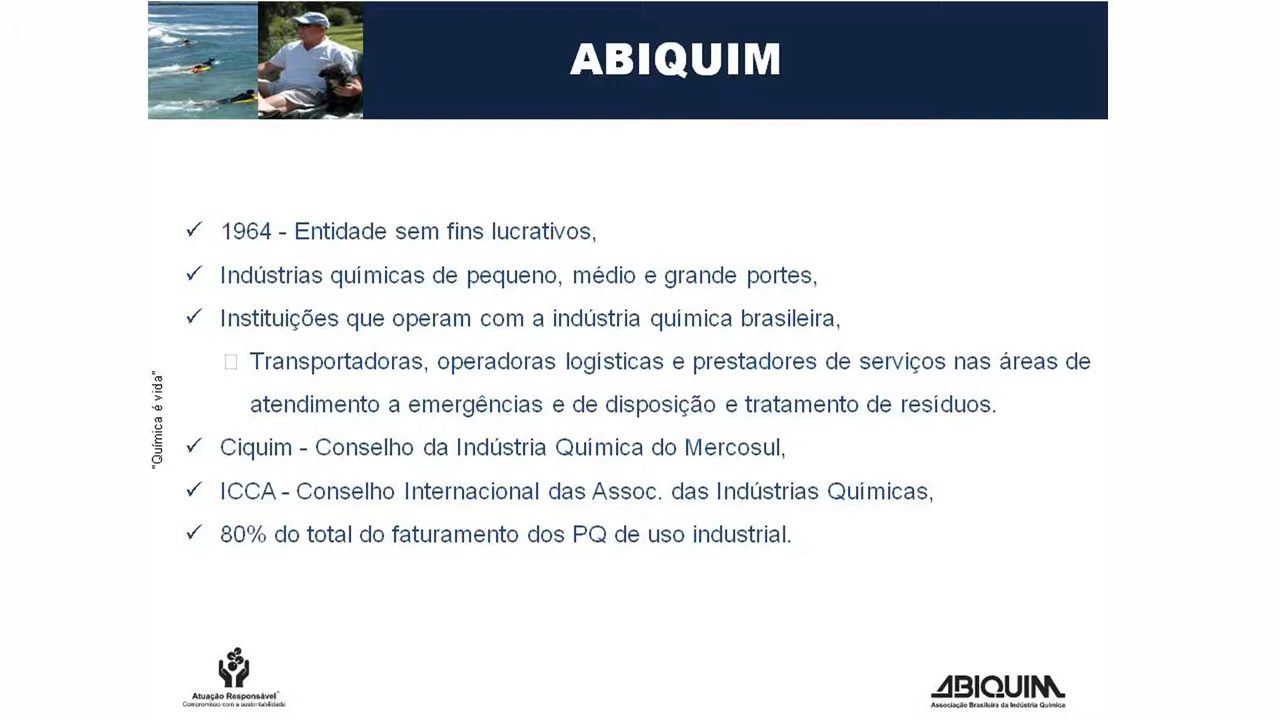 ABIQUIM
1964 - Entidade sem fins lucrativos,
Indústrias químicas de pequeno, médio e grande portes,
Instituições que operam com a indústria química brasileira,
Transportadoras, operadoras logísticas e prestadores de serviços nas áreas de
atendimento a emergências e de disposição e tratamento de resíduos.
Ciquim - Conselho da Indústria Química do Mercosul,
ICCA - Conselho Internacional das Assoc. das Indústrias Químicas,
80% do total do faturamento dos PQ de uso industrial.
"Química é vida"
Atuação Responsável
Compromisso com a sustentabilidade
ABIQUIM
Associação Brasileira da Indústria Química